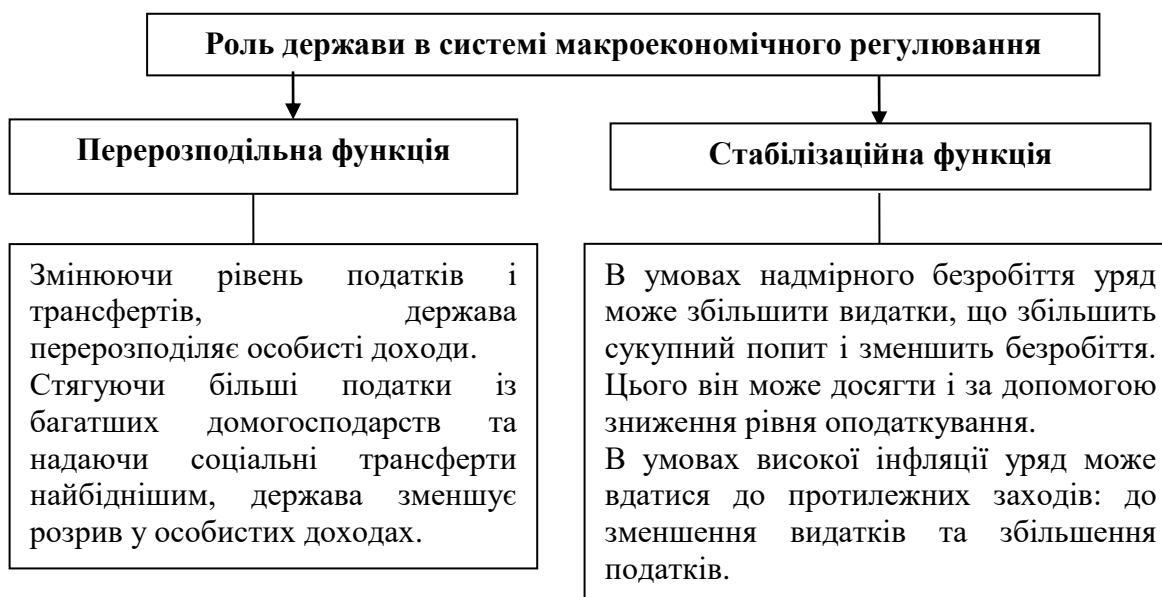 Роль держави в системі макроекономічного регулювання
Перерозподільна функція
Стабілізаційна функція
Змінюючи рівень податків і
трансфертів, держава
перерозподіляє особисті доходи.
Стягуючи більші податки із
багатших домогосподарств та
надаючи соціальні трансферти
найбіднішим, держава зменшує
розрив у особистих доходах.
В умовах надмірного безробіття уряд
може збільшити видатки, що збільшить
сукупний попит і зменшить безробіття.
Цього він може досягти і за допомогою
зниження рівня оподаткування.
В умовах високої інфляції уряд може
вдатися до протилежних заходів: до
зменшення видатків та збільшення
податків.